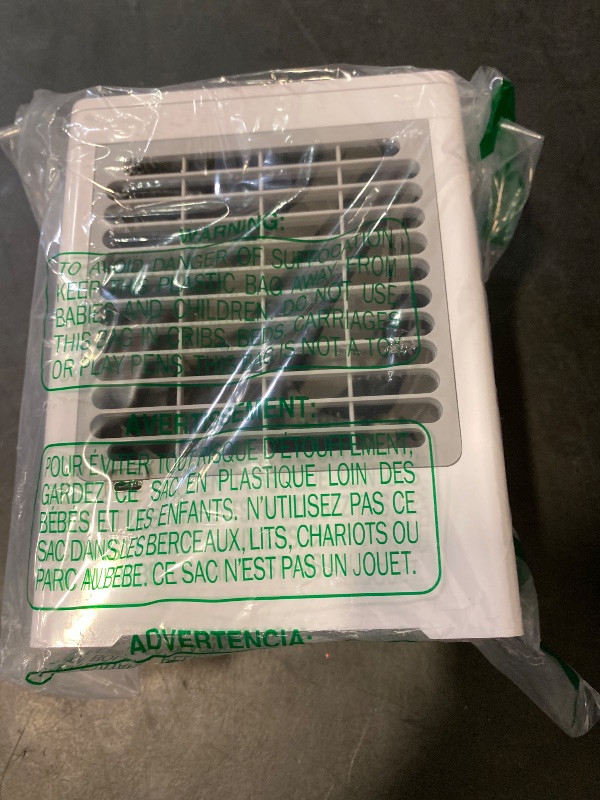 WARNING:
TO AVOID DANGER OF SUFFOCATION
KEEP THIS PLASTIC BAG AWAY FROM
BABIES AND CHILDREN. DO NOT USE
THIS BAG IN CRIBS, BEDS, CARRIAGES
OR PLAY PENS. THIS BAG IS NOT A TOY.
AVERTISSEMENT:
POUR ÉVITER TOUT RISQUE D'ÉTOUFFEMENT,
GARDEZ CE SAC EN PLASTIQUE LOIN DES
BÉBÉS ET LES ENFANTS. N'UTILISEZ PAS CE
SAC DANS LES BERCEAUX, LITS, CHARIOTS OU
PARC AU BEBE. CE SAC N'EST PAS UN JOUET.
ADVERTENCIA: